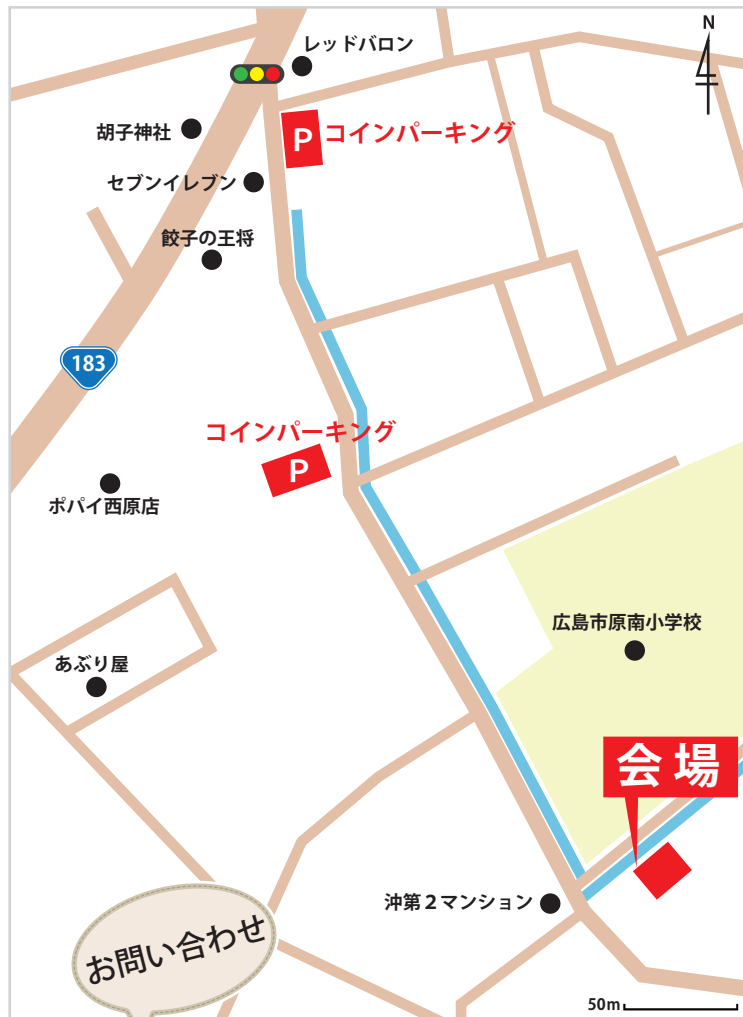 N
レッドバロン
胡子神社
P コインパーキング
セブンイレブン
餃子の王将
183
コインパーキング
P
ポパイ西原店
広島市原南小学校
あぶり屋
会場
沖第２マンション
お問い合わせ
50m